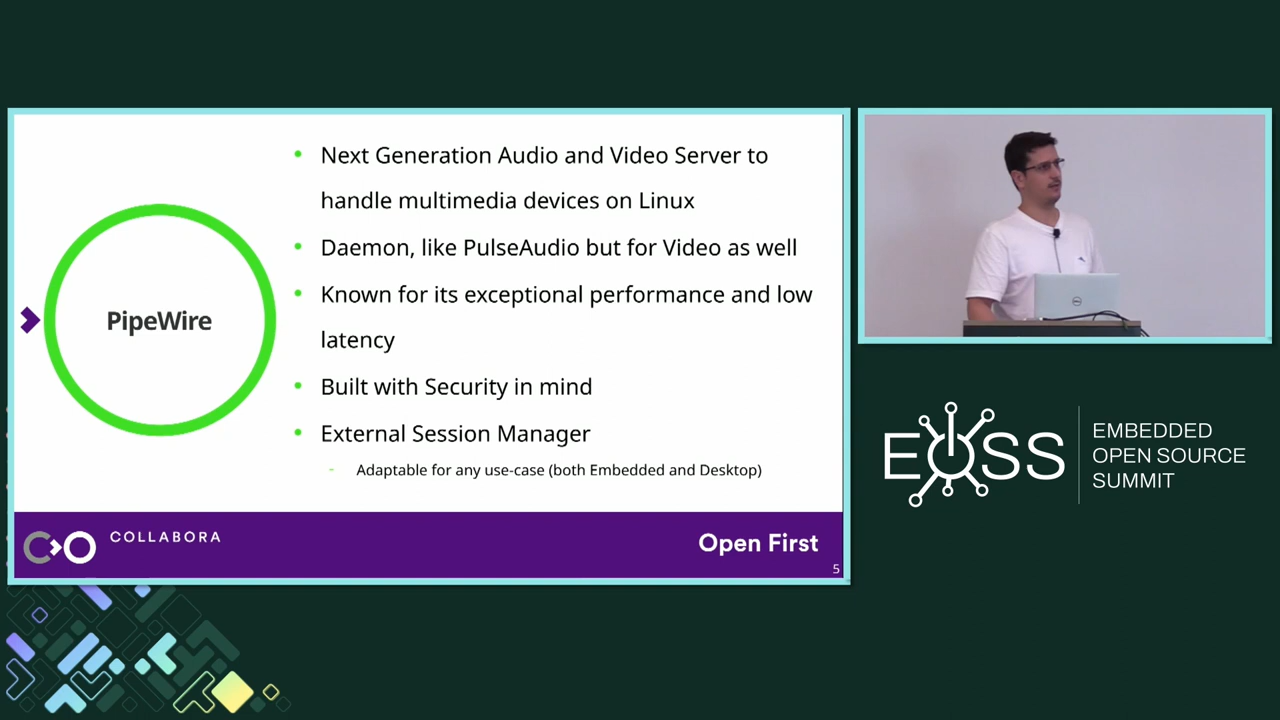 Next Generation Audio and Video Server to
handle multimedia devices on Linux
Daemon, like PulseAudio but for Video as well
Known for its exceptional performance and low
latency
Built with Security in mind
External Session Manager
- Adaptable for any use-case (both Embedded and Desktop)
PipeWire
COLLABORA
Open First
5
DELL
EOSS
EMBEDDED
OPEN SOURCE
SUMMIT